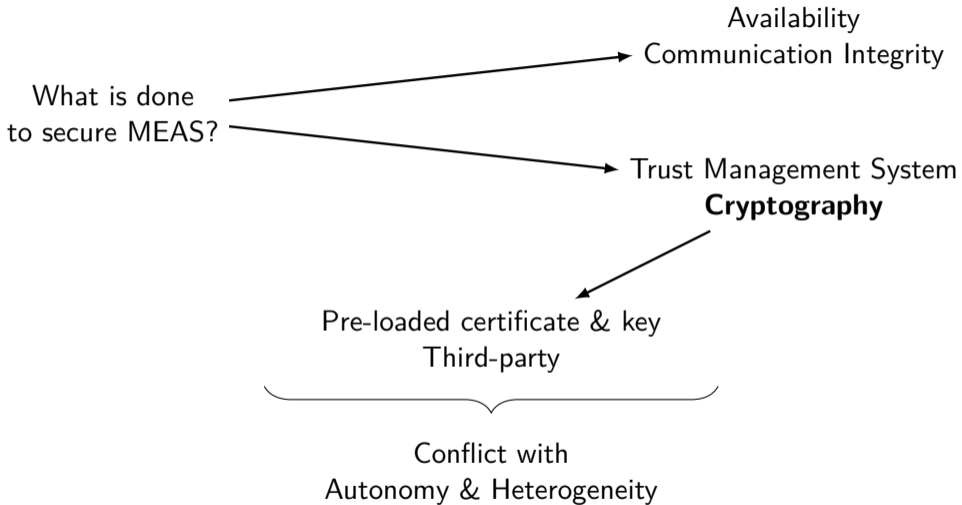 Availability
Communication Integrity
What is done
to secure MEAS?
Trust Management System
Cryptography
Pre-loaded certificate & key
Third-party
Conflict with
Autonomy & Heterogeneity